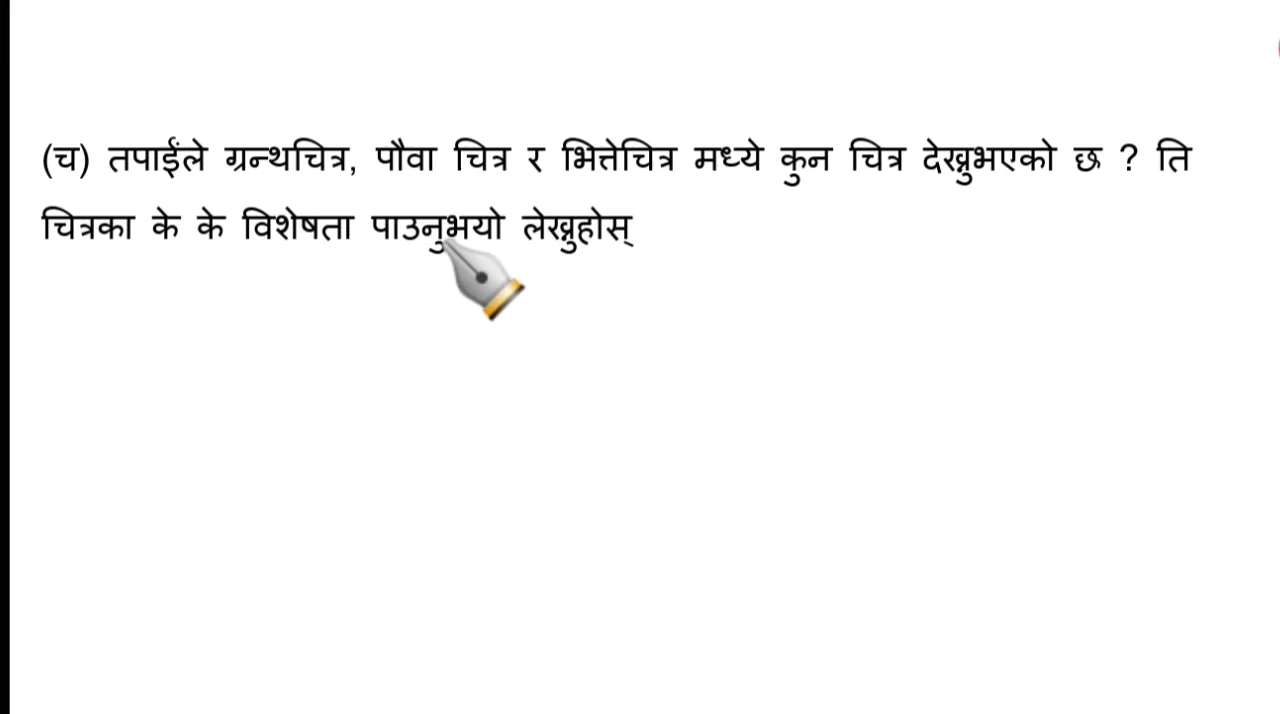 (च) तपाईंले ग्रन्थचित्र, पौवा चित्र र भित्तेचित्र मध्ये कुन चित्र देख्नुभएको छ ? ति
चित्रका के के विशेषता पाउनुभयो लेख्नुहोस्